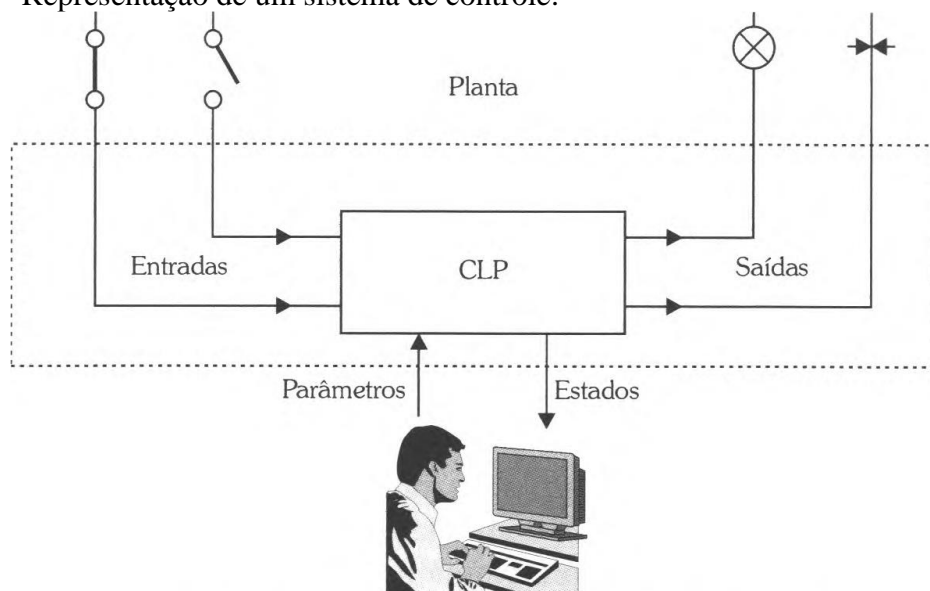 Representação de um sistema de controle:
Planta
Entradas
CLP
Saídas
Parâmetros
Estados